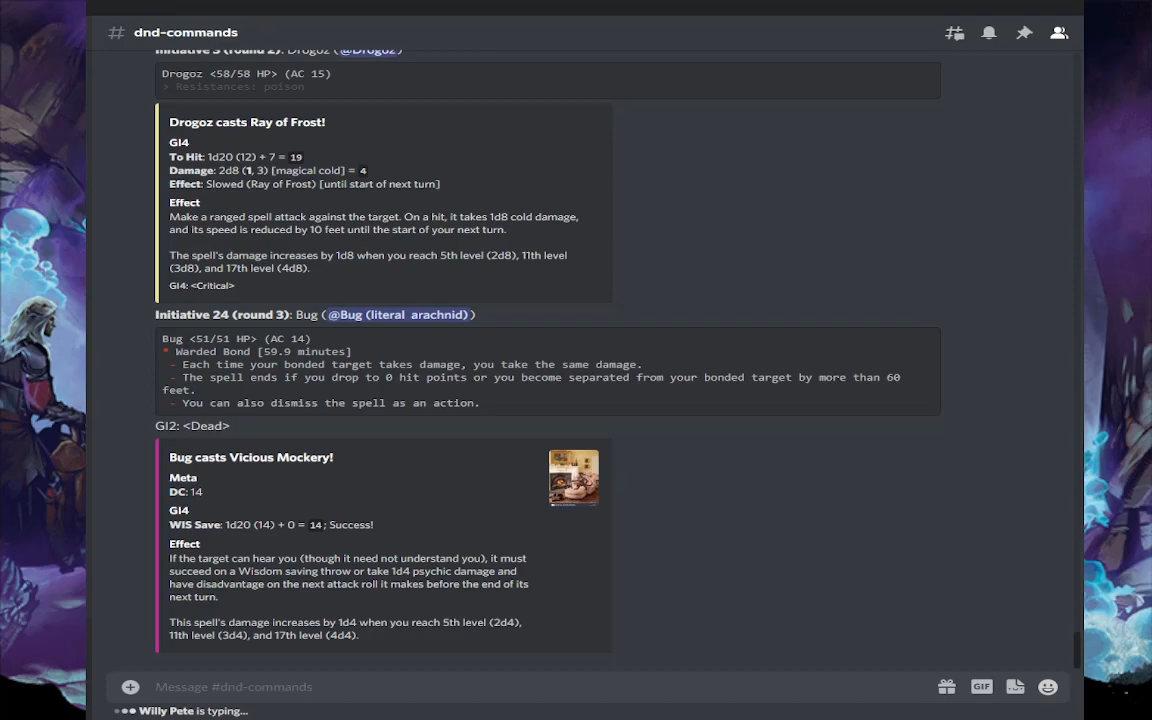 # dnd-commands
Initiative 3 (round 2): Drogoz (@Drogoz)
Drogoz <58/58 HP> (AC 15)
> Resistances: poison
Drogoz casts Ray of Frost!
GI4
To Hit: 1d20 (12) + 7 = 19
Damage: 2d8 (1, 3) [magical cold] = 4
Effect: Slowed (Ray of Frost) [until start of next turn]
Effect
Make a ranged spell attack against the target. On a hit, it takes 1d8 cold damage,
and its speed is reduced by 10 feet until the start of your next turn.
The spell's damage increases by 1d8 when you reach 5th level (2d8), 11th level
(3d8), and 17th level (4d8).
GI4: <Critical>
Initiative 24 (round 3): Bug (@Bug (literal arachnid))
Bug <51/51 HP> (AC 14)
* Warded Bond [59.9 minutes]
- Each time your bonded target takes damage, you take the same damage.
- The spell ends if you drop to 0 hit points or you become separated from your bonded target by more than 60
feet.
- You can also dismiss the spell as an action.
GI2: <Dead>
Bug casts Vicious Mockery!
Meta
DC: 14
GI4
WIS Save: 1d20 (14) + 0 = 14; Success!
Effect
If the target can hear you (though it need not understand you), it must
succeed on a Wisdom saving throw or take 1d4 psychic damage and
have disadvantage on the next attack roll it makes before the end of its
next turn.
This spell's damage increases by 1d4 when you reach 5th level (2d4),
11th level (3d4), and 17th level (4d4).
Message #dnd-commands
GIF
Willy Pete is typing...